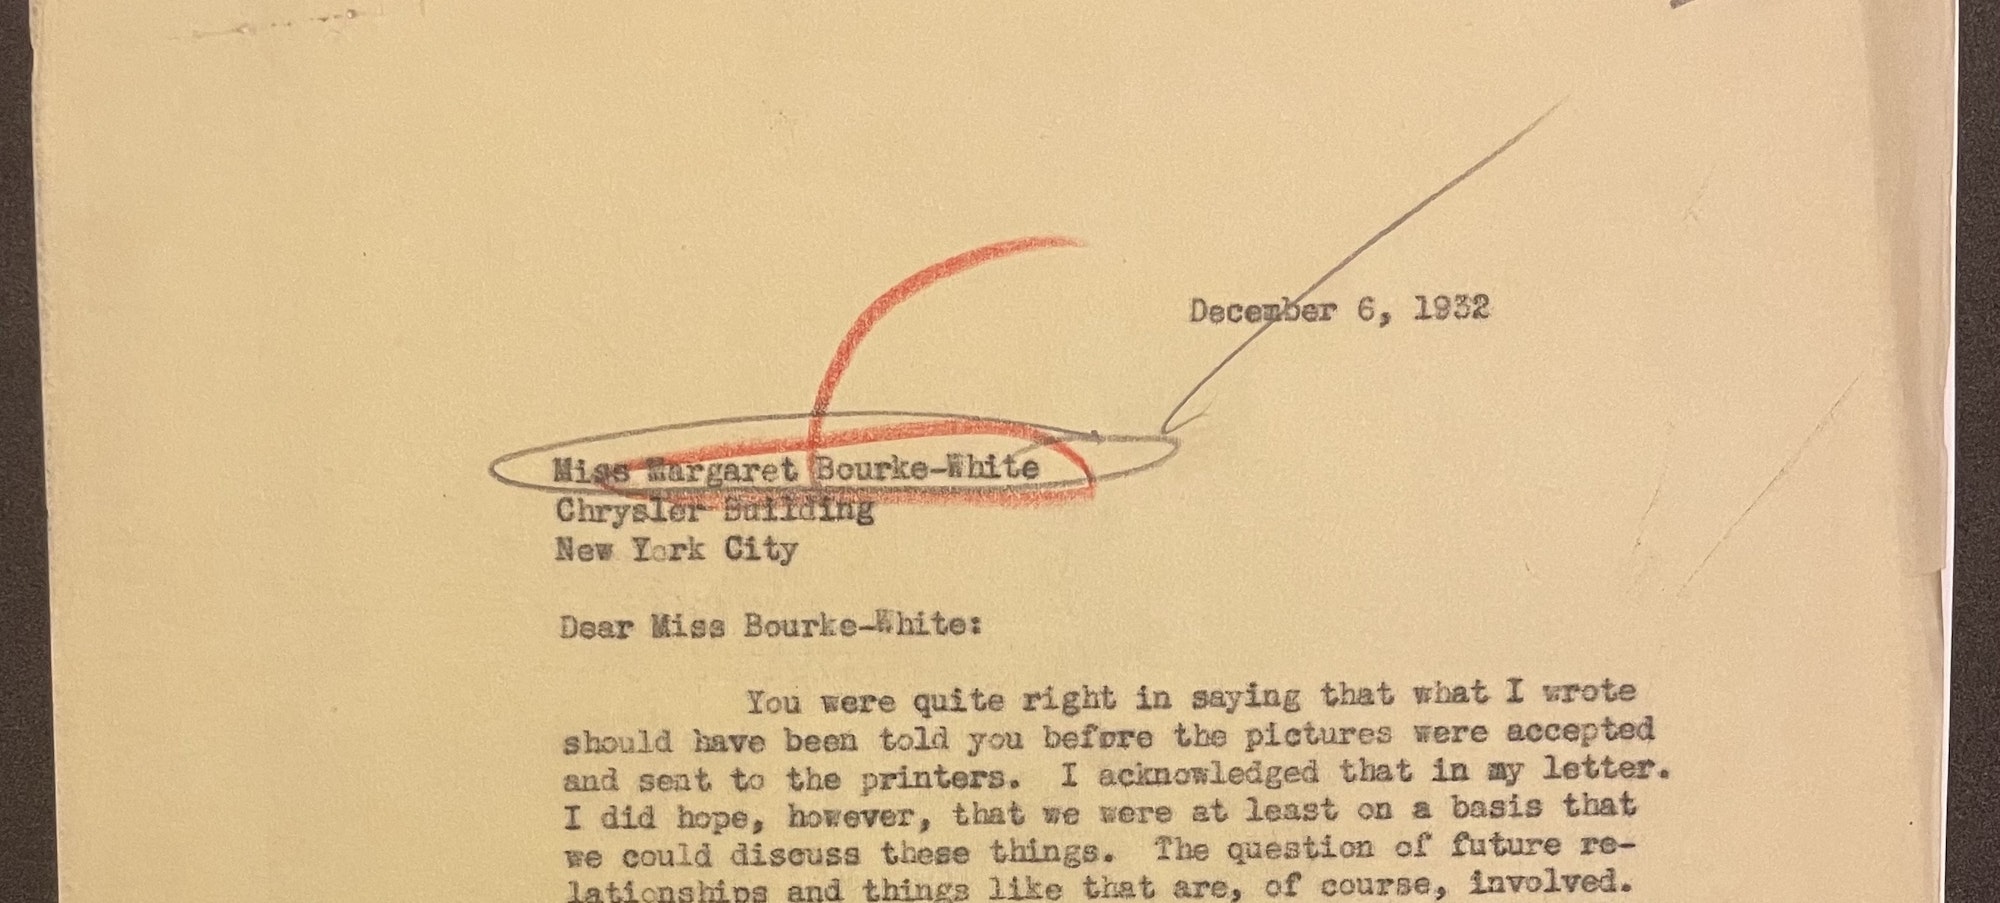 December 6, 1932
Miss Margaret Bourke-White
Chrysler Building
New York City
Dear Miss Bourke-White:
You were quite right in saying that what I wrote
should have been told you before the pictures were accepted
and sent to the printers. I acknowledged that in my letter.
I did hope, however, that we were at least on a basis that
we could discuss these things. The question of future re-
lationships and things like that are, of course, involved.